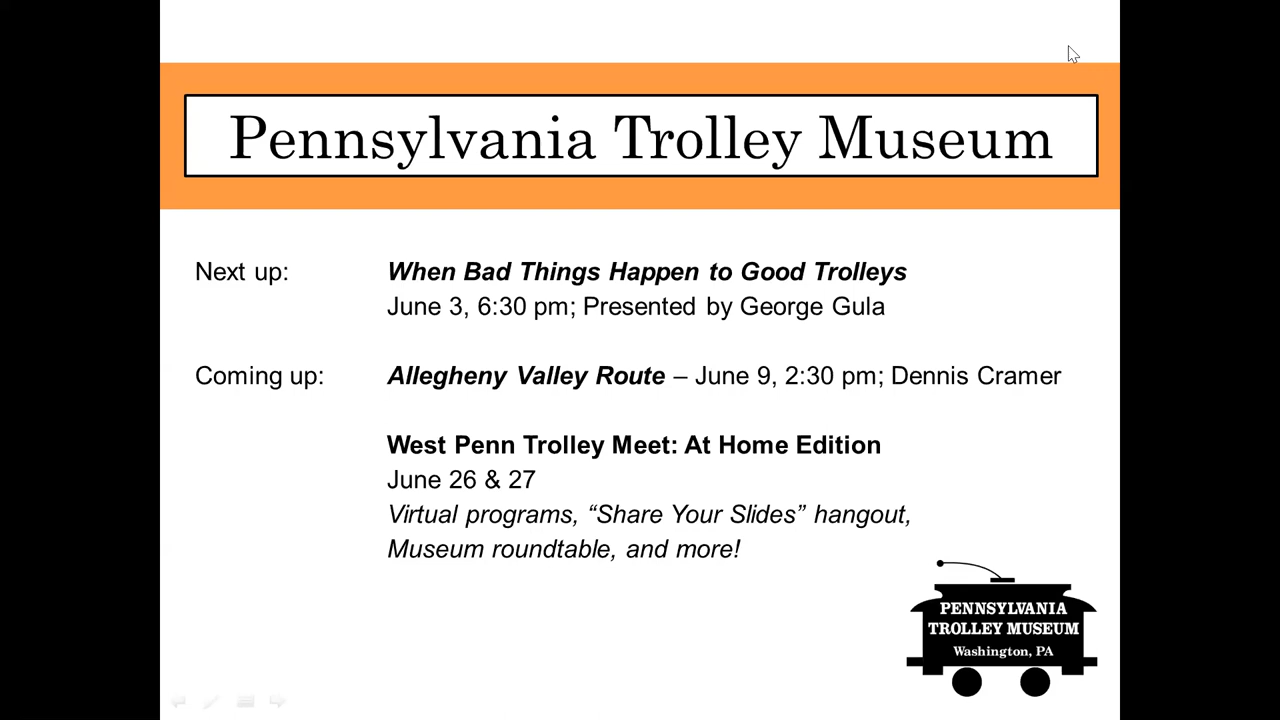 Pennsylvania Trolley Museum
Next up: When Bad Things Happen to Good Trolleys
June 3, 6:30 pm; Presented by George Gula
Coming up: Allegheny Valley Route – June 9, 2:30 pm; Dennis Cramer
West Penn Trolley Meet: At Home Edition
June 26 & 27
Virtual programs, “Share Your Slides” hangout,
Museum roundtable, and more!
PENNSYLVANIA
TROLLEY MUSEUM
Washington, PA